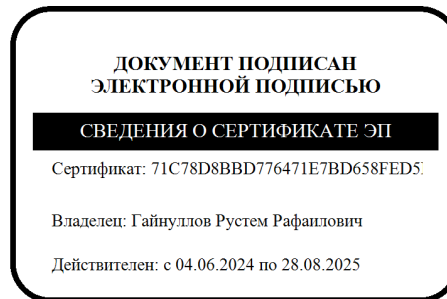 ДОКУМЕНТ ПОДПИСАН
ЭЛЕКТРОННОЙ ПОДПИСЬЮ
СВЕДЕНИЯ О СЕРТИФИКАТЕ ЭП
Сертификат: 71C78D8BBD776471E7BD658FED5
Владелец: Гайнуллов Рустем Рафаилович
Действителен: с 04.06.2024 по 28.08.2025